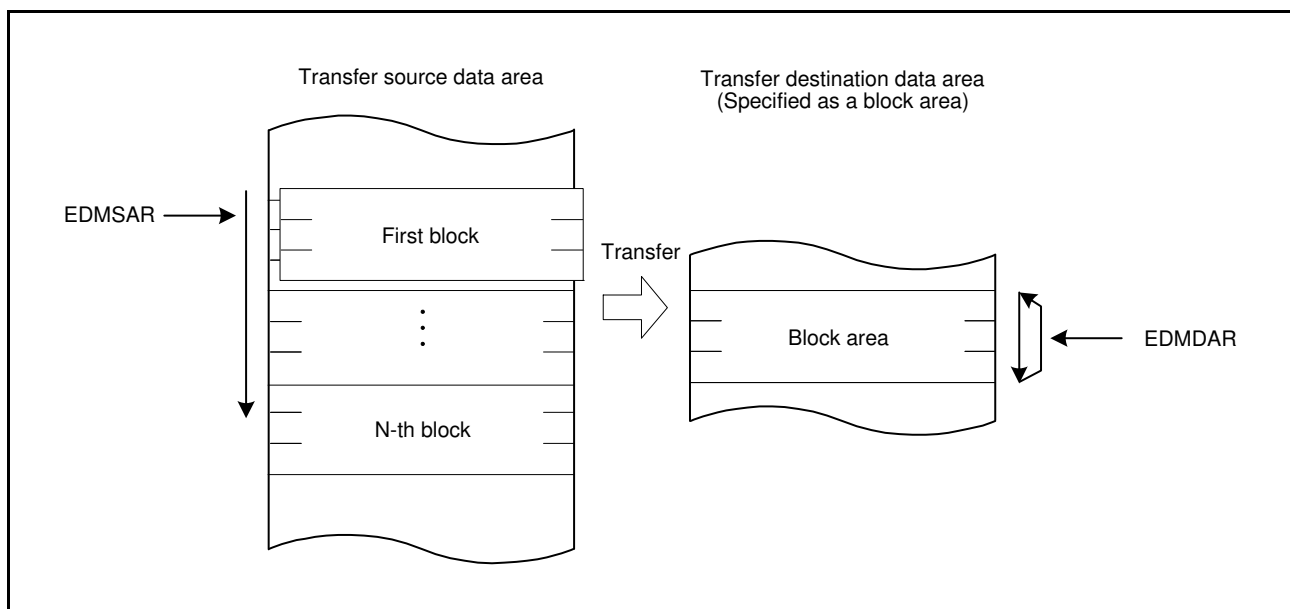 Transfer source data area
Transfer destination data area
(Specified as a block area)
EDMSAR
First block
Transfer
Block area
EDMDAR
N-th block